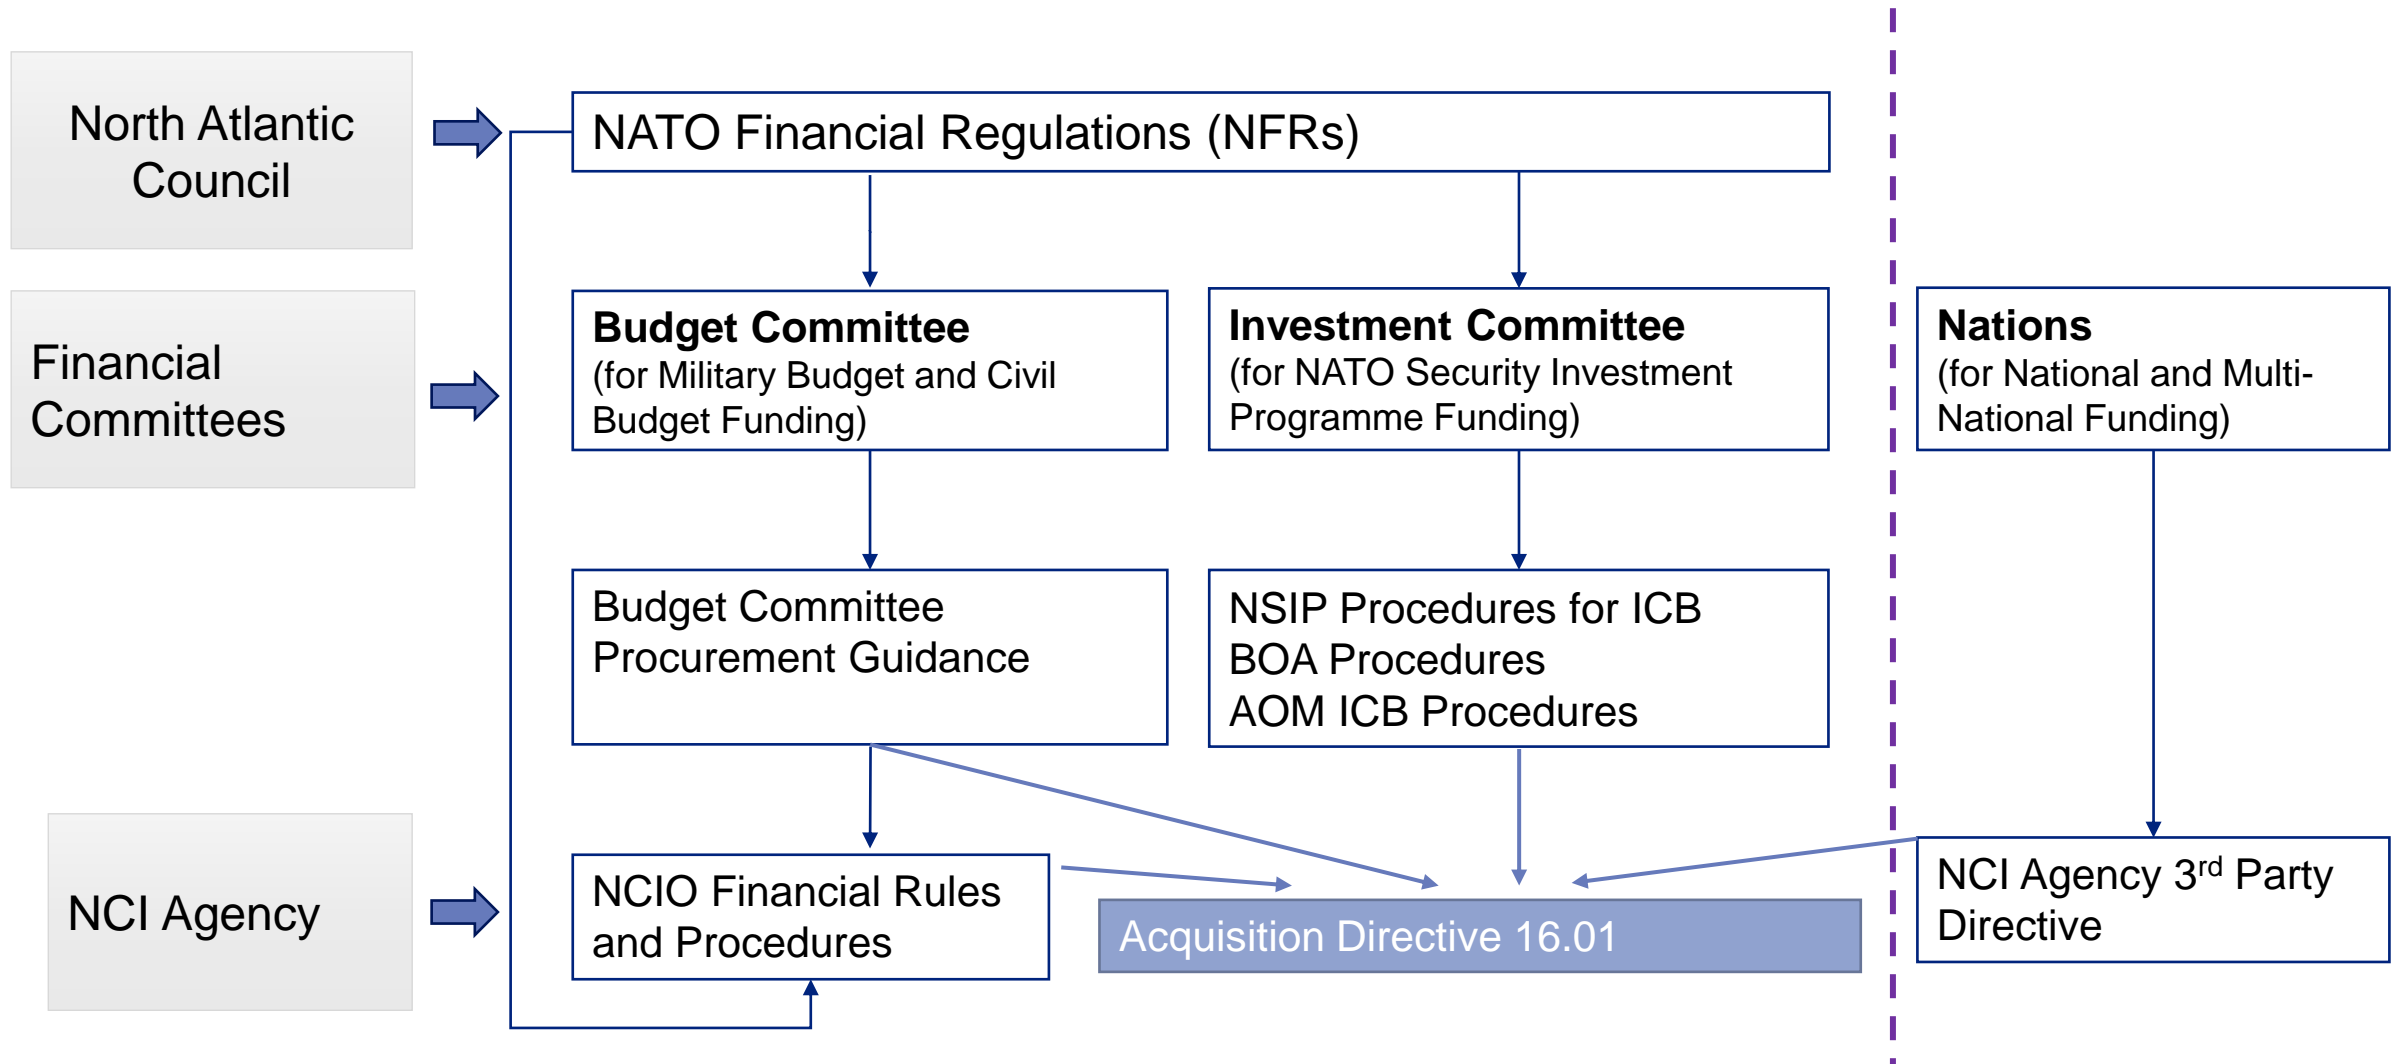 North Atlantic
Council
NATO Financial Regulations (NFRs)
Financial
Committees
Budget Committee
(for Military Budget and Civil
Budget Funding)
Investment Committee
(for NATO Security Investment
Programme Funding)
Nations
(for National and Multi-
National Funding)
Budget Committee
Procurement Guidance
NSIP Procedures for ICB
BOA Procedures
AOM ICB Procedures
NCI Agency
NCIO Financial Rules
and Procedures
Acquisition Directive 16.01
NCI Agency 3rd Party
Directive